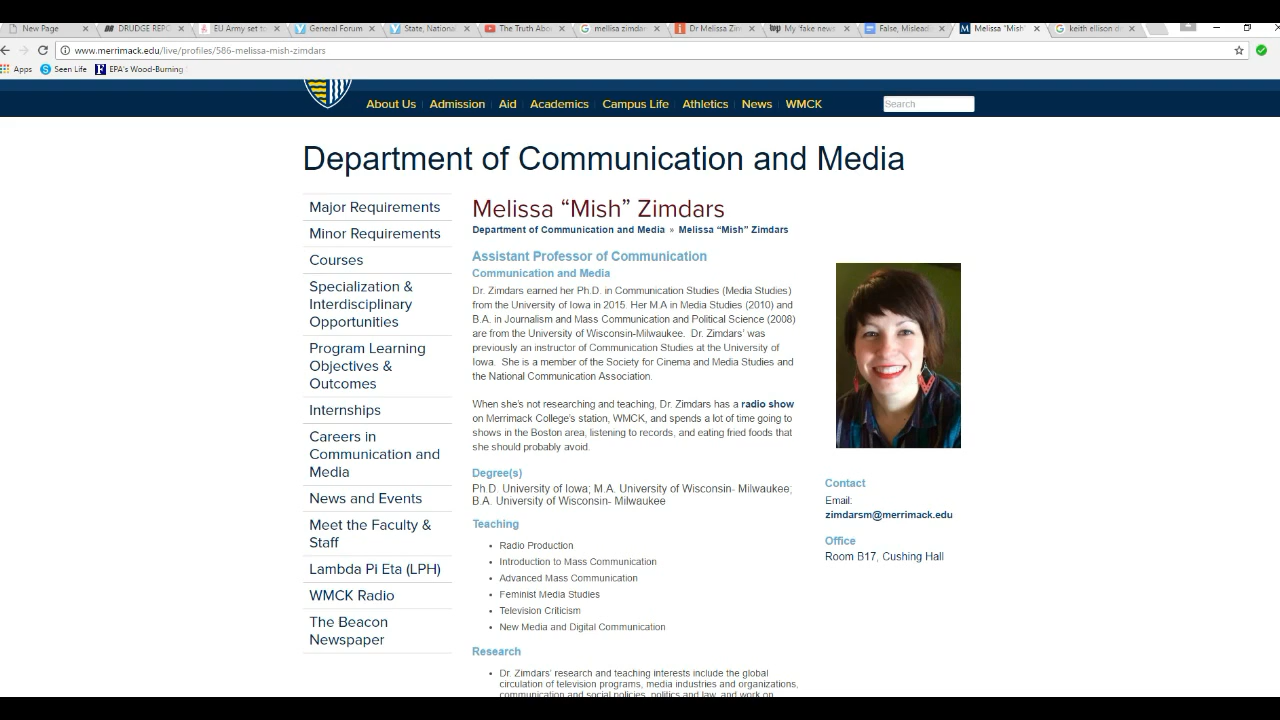 New Page
DRUDGE REPC
EU Army set to
General Forum
State, National
The Truth Abou
mellisa zimdar
Dr Melissa Zim
My 'fake news
False, Mislead
Melissa "Mish"
keith ellison d
www.merrimack.edu/live/profiles/586-melissa-mish-zimdars
Apps
Seen Life
EPA's Wood-Burning
About Us
Admission
Aid
Academics
Campus Life
Athletics
News
WMCK
Search
Department of Communication and Media
Major Requirements
Minor Requirements
Courses
Specialization &
Interdisciplinary
Opportunities
Program Learning
Objectives &
Outcomes
Internships
Careers in
Communication and
Media
News and Events
Meet the Faculty &
Staff
Lambda Pi Eta (LPH)
WMCK Radio
The Beacon
Newspaper
Melissa “Mish” Zimdars
Department of Communication and Media » Melissa “Mish” Zimdars
Assistant Professor of Communication
Communication and Media
Dr. Zimdars earned her Ph.D. in Communication Studies (Media Studies)
from the University of Iowa in 2015. Her M.A in Media Studies (2010) and
B.A. in Journalism and Mass Communication and Political Science (2008)
are from the University of Wisconsin-Milwaukee. Dr. Zimdars' was
previously an instructor of Communication Studies at the University of
Iowa. She is a member of the Society for Cinema and Media Studies and
the National Communication Association.
When she's not researching and teaching, Dr. Zimdars has a radio show
on Merrimack College's station, WMCK, and spends a lot of time going to
shows in the Boston area, listening to records, and eating fried foods that
she should probably avoid.
Degree(s)
Ph.D. University of Iowa; M.A. University of Wisconsin- Milwaukee;
B.A. University of Wisconsin- Milwaukee
Teaching
• Radio Production
• Introduction to Mass Communication
• Advanced Mass Communication
• Feminist Media Studies
• Television Criticism
• New Media and Digital Communication
Research
• Dr. Zimdars' research and teaching interests include the global
circulation of television programs, media industries and organizations,
communication and social policies, politics and law, and work on
Contact
Email:
zimdarsm@merrimack.edu
Office
Room B17, Cushing Hall